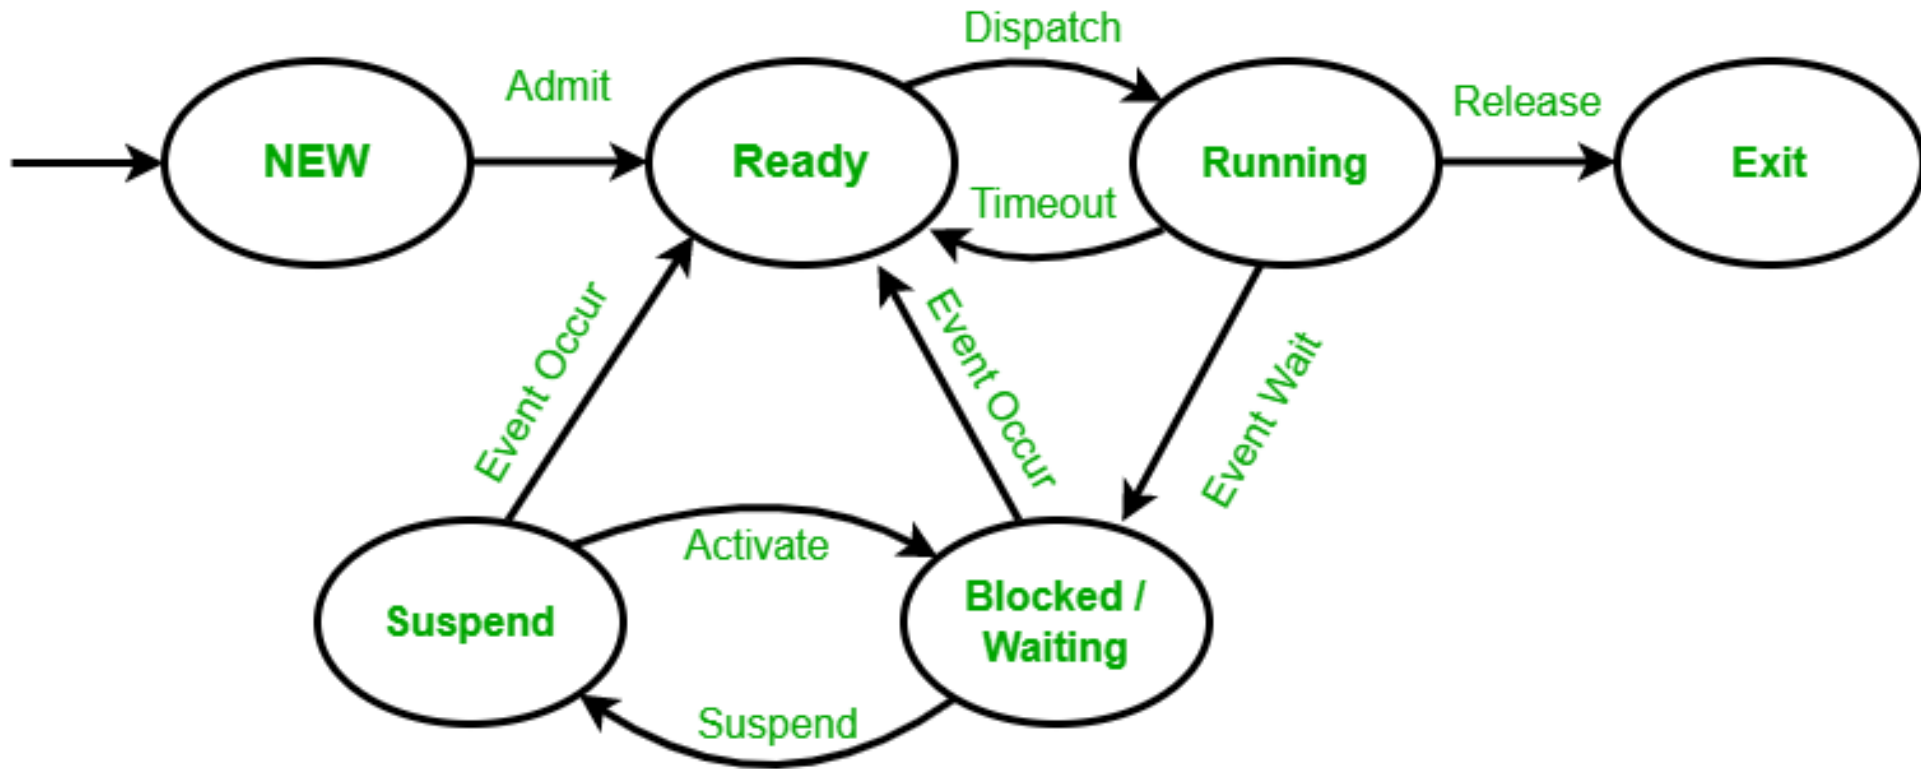 Dispatch
Admit
Release
NEW
Ready
Running
Exit
Timeout
Event Occur
Event Occur
Event Wait
Activate
Suspend
Blocked /
Waiting
Suspend